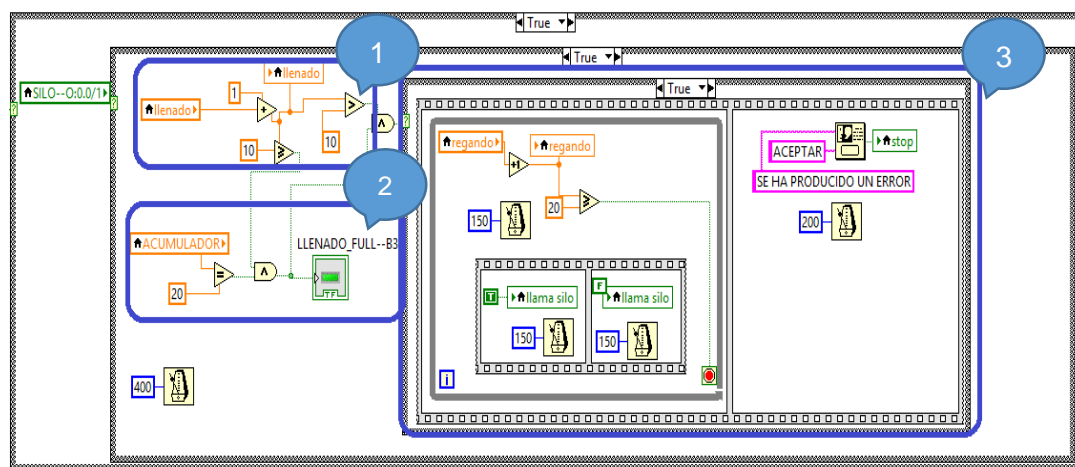 True
True
1
3
True
SILO--O:0.0/1
llenado
1
llenado
+
>
10
10
≥
∧
2
ACUMULADOR
=
20
∧
LLENADO_FULL--B3
TF
400
regando
regando
+1
20
≥
150
T
llama silo
F
llama silo
150
150
i
ACEPTAR
stop
SE HA PRODUCIDO UN ERROR
200